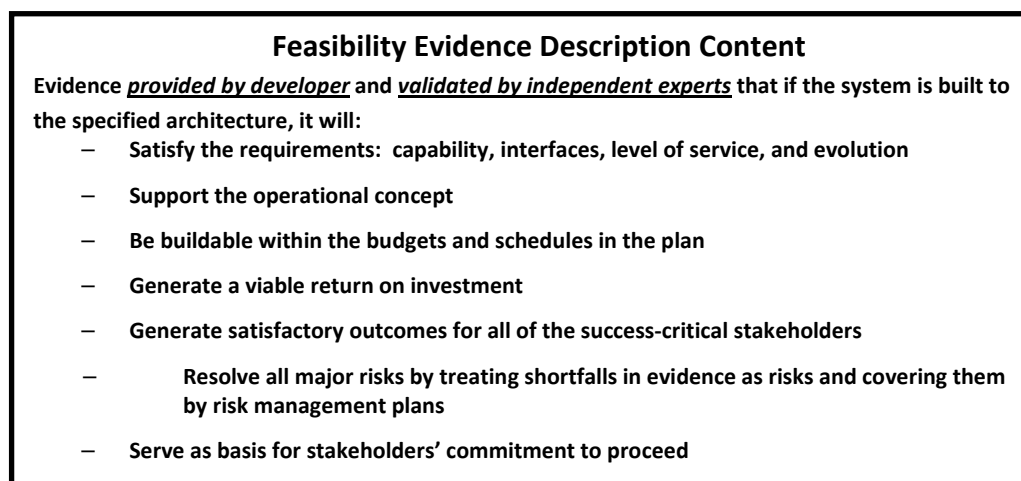 Feasibility Evidence Description Content
Evidence provided by developer and validated by independent experts that if the system is built to
the specified architecture, it will:
– Satisfy the requirements: capability, interfaces, level of service, and evolution
– Support the operational concept
– Be buildable within the budgets and schedules in the plan
– Generate a viable return on investment
– Generate satisfactory outcomes for all of the success-critical stakeholders
– Resolve all major risks by treating shortfalls in evidence as risks and covering them
by risk management plans
– Serve as basis for stakeholders’ commitment to proceed